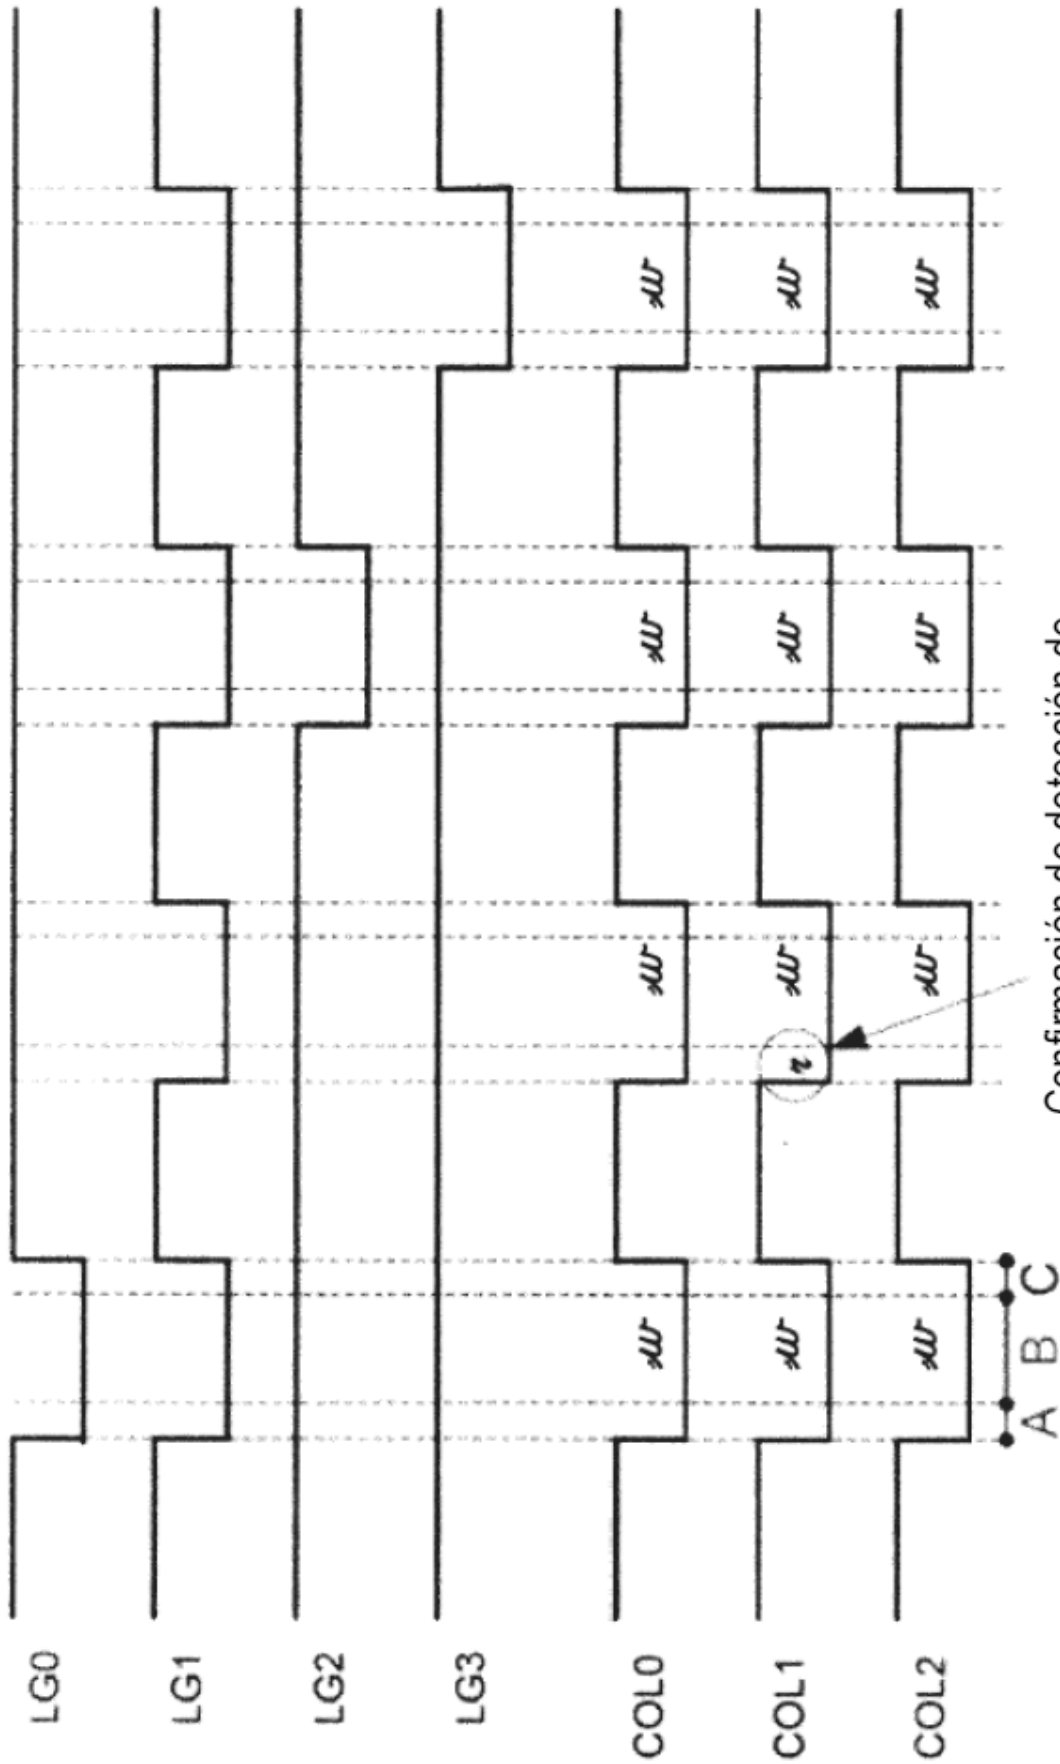 LG0
LG1
LG2
LG3
COL0
COL1
COL2
A B C
Confirmación de detección de